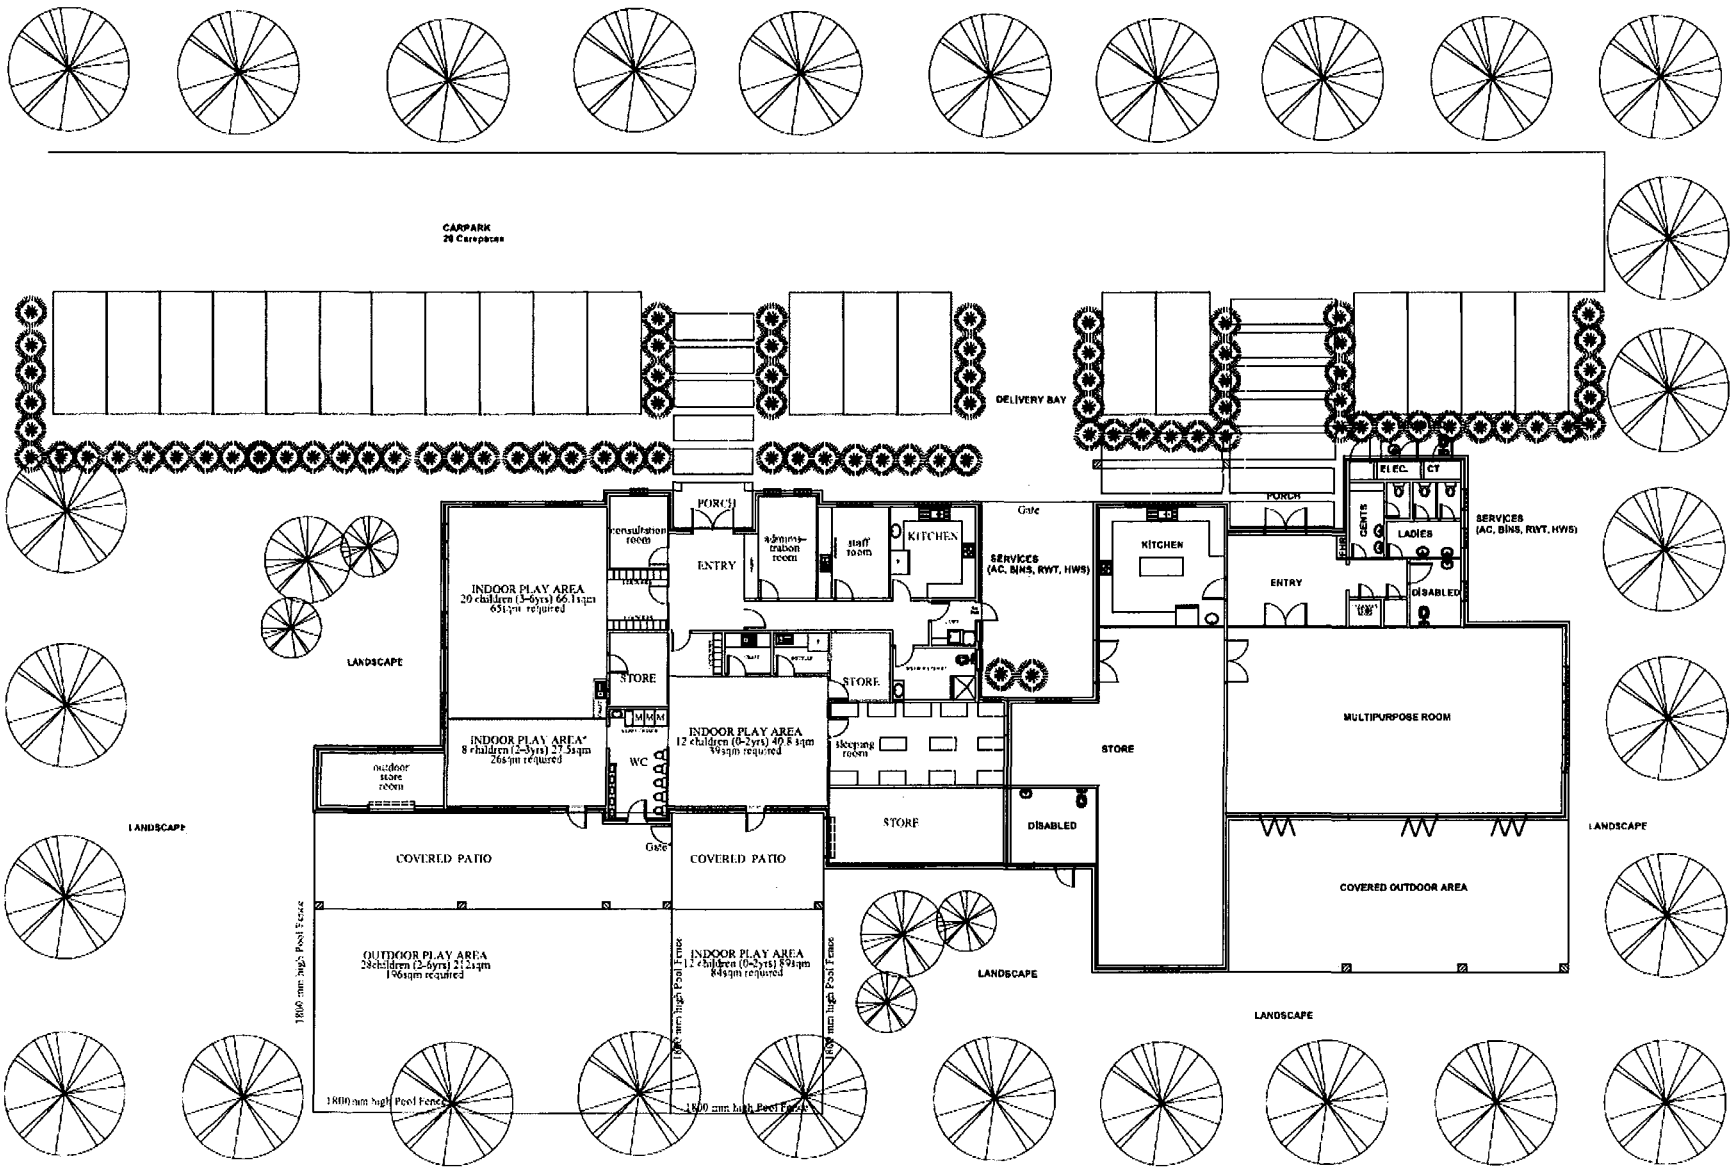 CARPARK
20 Carspaces
DELIVERY BAY
PORCH
consultation
room
ENTRY
adminis-
tration
room
staff
room
KITCHEN
Gate
SERVICES
(AC, BINS, RWT, HWS)
KITCHEN
PORCH
ELEC.
CT
GENTS
LADIES
SERVICES
(AC, BINS, RWT, HWS)
ENTRY
DISABLED
INDOOR PLAY AREA
20 children (3-6yrs) 66.1sqm
65sqm required
LANDSCAPE
STORE
STORE
INDOOR PLAY AREA
8 children (2-3yrs) 27.5sqm
26sqm required
WC
M M M
INDOOR PLAY AREA
12 children (0-2yrs) 40.8 sqm
39sqm required
sleeping
room
STORE
MULTIPURPOSE ROOM
outdoor
store
room
LANDSCAPE
STORE
DISABLED
LANDSCAPE
COVERED PATIO
Gate
COVERED PATIO
COVERED OUTDOOR AREA
1800 mm high Pool Fence
OUTDOOR PLAY AREA
28children (2-6yrs) 212sqm
196sqm required
1800 mm high Pool Fence
INDOOR PLAY AREA
12 children (0-2yrs) 89sqm
84sqm required
1800 mm high Pool Fence
LANDSCAPE
LANDSCAPE
1800 mm high Pool Fence
1800 mm high Pool Fence